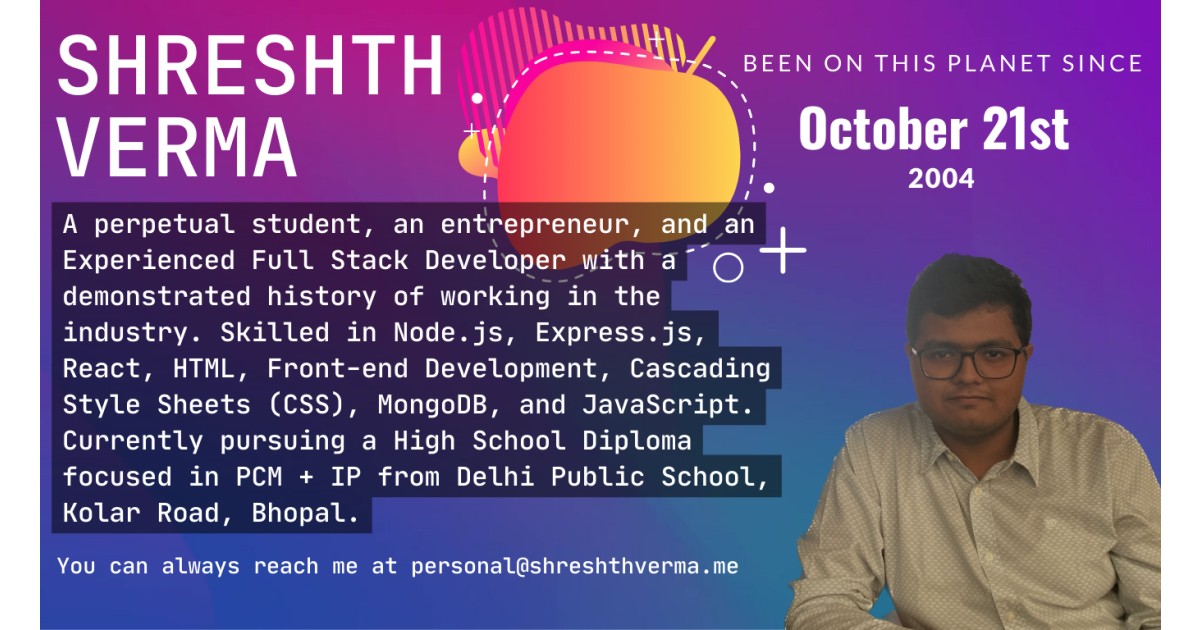 SHRESHTH
VERMA
BEEN ON THIS PLANET SINCE
October 21st
2004
A perpetual student, an entrepreneur, and an
Experienced Full Stack Developer with a
demonstrated history of working in the
industry. Skilled in Node.js, Express.js,
React, HTML, Front-end Development, Cascading
Style Sheets (CSS), MongoDB, and JavaScript.
Currently pursuing a High School Diploma
focused in PCM + IP from Delhi Public School,
Kolar Road, Bhopal.
You can always reach me at personal@shreshthverma.me